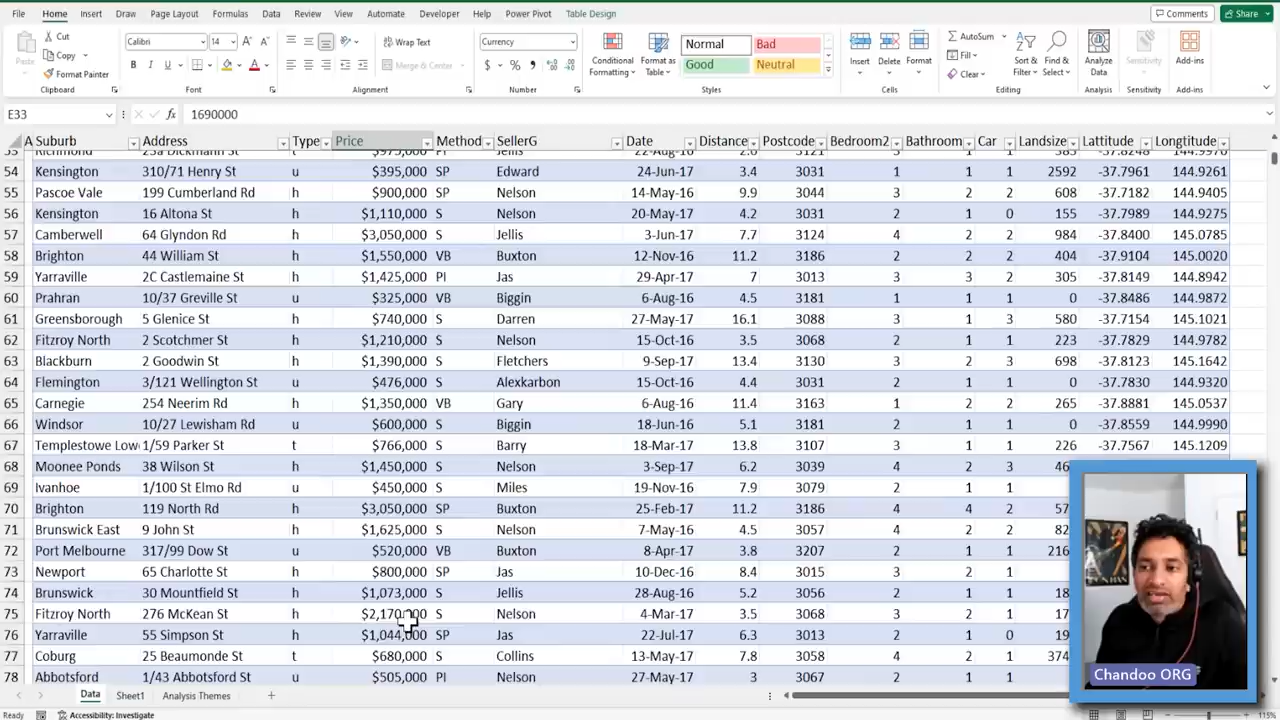 File Home Insert Draw Page Layout Formulas Data Review View Automate Developer Help Power Pivot Table Design Comments Share
Paste Cut Copy Format Painter Clipboard
Calibri 14 A A B I U A Font
Wrap Text Merge & Center Alignment
Currency $ % , Number
Conditional Formatting Format as Table Normal Bad Good Neutral Styles
Insert Delete Format Cells
AutoSum Fill Clear Sort & Filter Find & Select Editing
Analyze Data Analysis Sensitivity Sensitivity Add-ins Add-ins
E33 fx 1690000
A Suburb Address Type Price Method SellerG Date Distance Postcode Bedroom2 Bathroom Car Landsize Lattitude Longtitude
54 Kensington 310/71 Henry St u $395,000 SP Edward 24-Jun-17 3.4 3031 1 1 1 2592 -37.7961 144.9261
55 Pascoe Vale 199 Cumberland Rd h $900,000 SP Nelson 14-May-16 9.9 3044 3 2 2 608 -37.7182 144.9405
56 Kensington 16 Altona St h $1,110,000 S Nelson 20-May-17 4.2 3031 2 1 0 155 -37.7989 144.9275
57 Camberwell 64 Glyndon Rd h $3,050,000 S Jellis 3-Jun-17 7.7 3124 4 2 2 984 -37.8400 145.0785
58 Brighton 44 William St h $1,550,000 VB Buxton 12-Nov-16 11.2 3186 2 2 2 404 -37.9104 145.0020
59 Yarraville 2C Castlemaine St h $1,425,000 PI Jas 29-Apr-17 7 3013 3 3 2 305 -37.8149 144.8942
60 Prahran 10/37 Greville St u $325,000 VB Biggin 6-Aug-16 4.5 3181 1 1 1 0 -37.8486 144.9872
61 Greensborough 5 Glenice St h $740,000 S Darren 27-May-17 16.1 3088 3 1 3 580 -37.7154 145.1021
62 Fitzroy North 2 Scotchmer St h $1,210,000 S Nelson 15-Oct-16 3.5 3068 2 1 1 223 -37.7829 144.9782
63 Blackburn 2 Goodwin St h $1,390,000 S Fletchers 9-Sep-17 13.4 3130 3 2 3 698 -37.8123 145.1642
64 Flemington 3/121 Wellington St u $476,000 S Alexkarbon 15-Oct-16 4.4 3031 2 1 1 0 -37.7830 144.9320
65 Carnegie 254 Neerim Rd h $1,350,000 VB Gary 6-Aug-16 11.4 3163 2 1 2 265 -37.8881 145.0537
66 Windsor 10/27 Lewisham Rd u $600,000 S Biggin 18-Jun-16 5.1 3181 2 1 1 0 -37.8559 144.9990
67 Templestowe Low 1/59 Parker St t $766,000 S Barry 18-Mar-17 13.8 3107 3 1 1 226 -37.7567 145.1209
68 Moonee Ponds 38 Wilson St h $1,450,000 S Nelson 3-Sep-17 6.2 3039 4 2 3 46
69 Ivanhoe 1/100 St Elmo Rd u $450,000 S Miles 19-Nov-16 7.9 3079 1 1 1
70 Brighton 119 North Rd h $3,050,000 SP Buxton 25-Feb-17 11.2 3186 4 4 2 57
71 Brunswick East 9 John St h $1,625,000 S Nelson 7-May-16 4.5 3057 4 2 2 82
72 Port Melbourne 317/99 Dow St u $520,000 VB Buxton 8-Apr-17 3.8 3207 2 1 1 216
73 Newport 65 Charlotte St h $800,000 SP Jas 10-Dec-16 8.4 3015 3 2 1
74 Brunswick 30 Mountfield St h $1,073,000 S Jellis 28-Aug-16 5.2 3056 2 1 1 18
75 Fitzroy North 276 McKean St h $2,170,000 S Nelson 4-Mar-17 3.5 3068 3 2 1 17
76 Yarraville 55 Simpson St h $1,044,000 SP Jas 22-Jul-17 6.3 3013 2 1 0 19
77 Coburg 25 Beaumonde St t $680,000 S Collins 13-May-17 7.8 3058 4 2 2 374
78 Abbotsford 1/43 Abbotsford St u $505,000 PI Nelson 27-May-17 3 3067 2 1 1
Chandoo ORG
Data Sheet1 Analysis Themes +
Accessibility: Investigate 115%